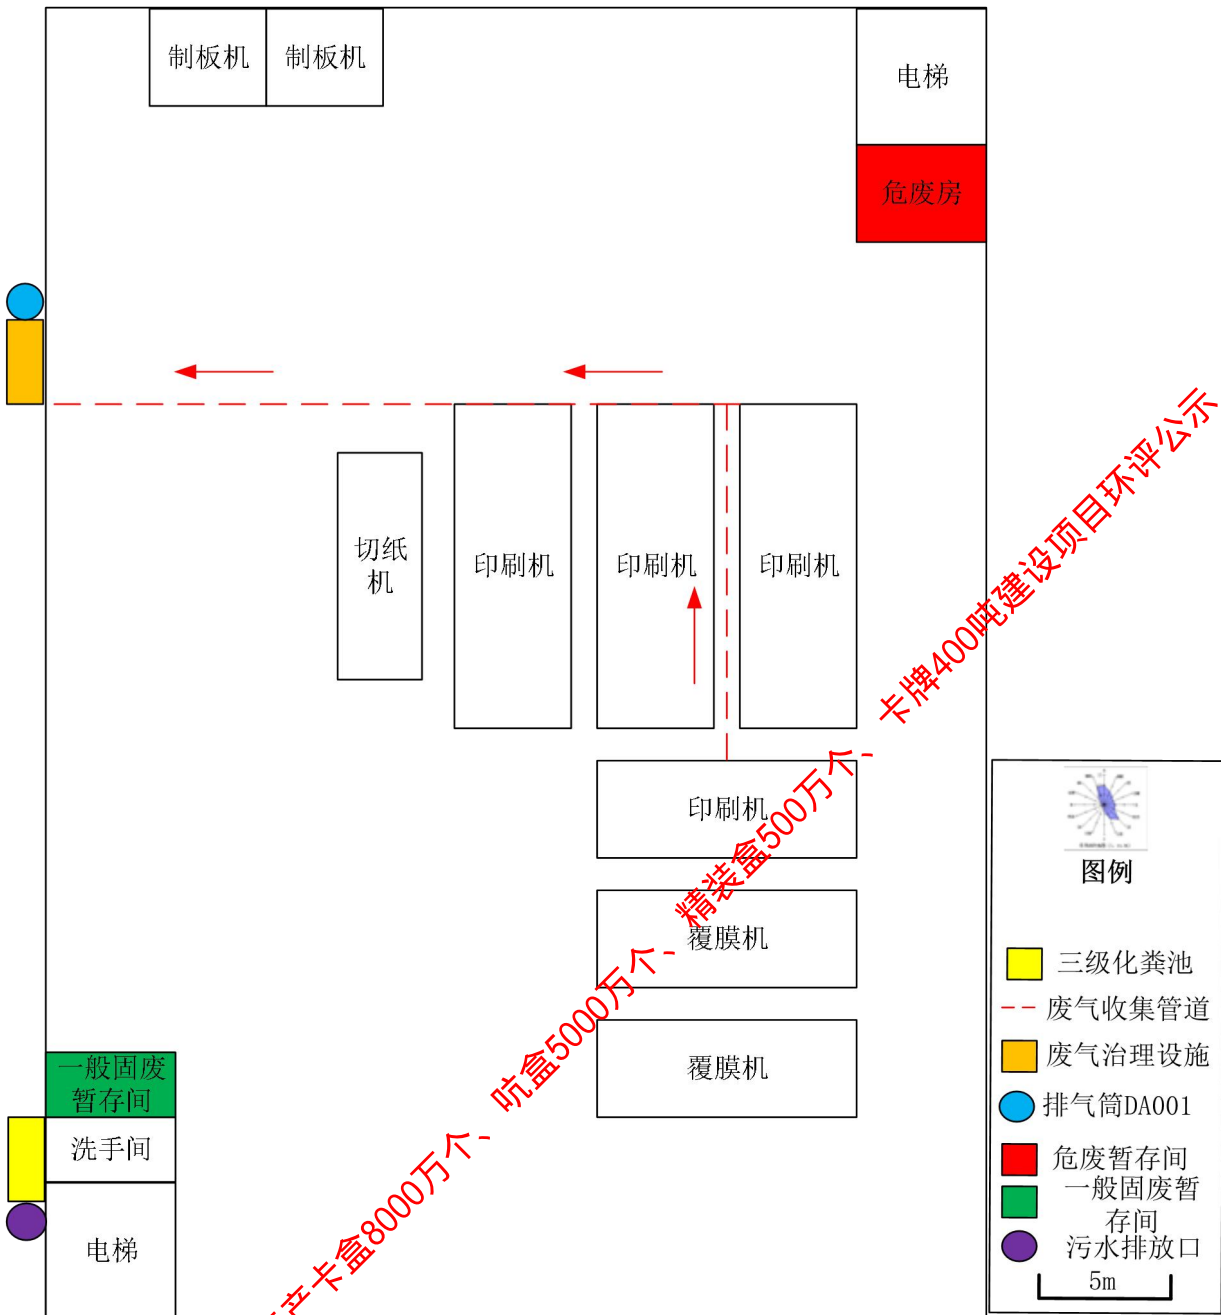 制板机
制板机
电梯
危废房
切纸
机
印刷机
印刷机
印刷机
印刷机
覆膜机
覆膜机
一般固废
暂存间
洗手间
电梯
产卡盒8000万个、吭盒5000万个、精装盒500万个、卡牌400吨建设项目环评公示
图例
三级化粪池
废气收集管道
废气治理设施
排气筒DA001
危废暂存间
一般固废暂
存间
污水排放口
5m